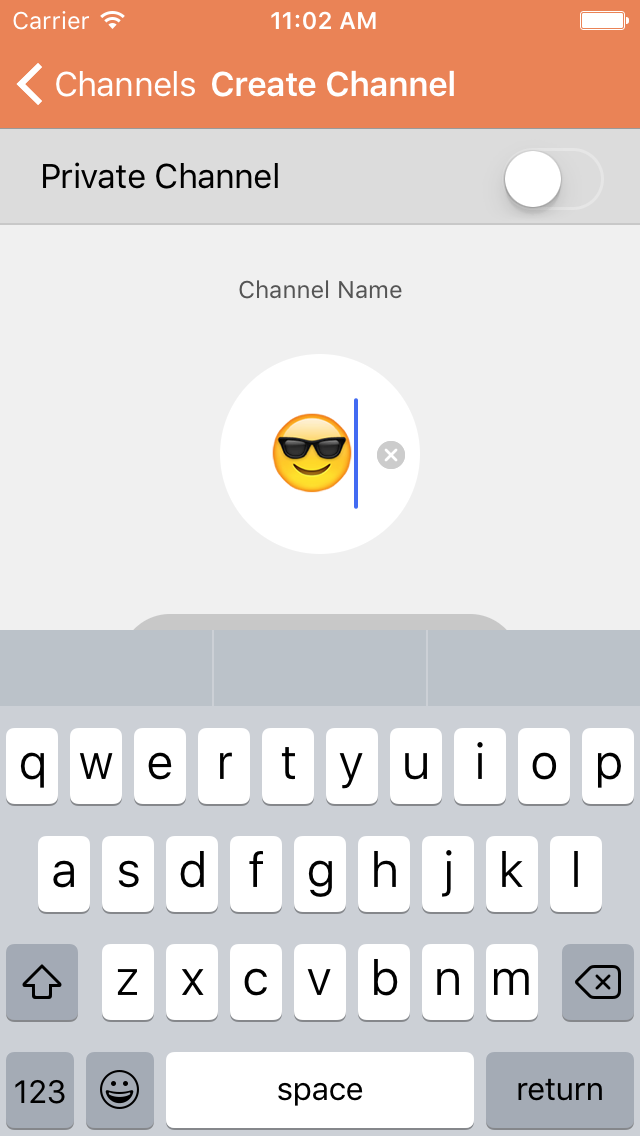 Carrier 11:02 AM
Channels Create Channel
Private Channel
Channel Name
😎
q w e r t y u i o p
a s d f g h j k l
z x c v b n m
123 space return